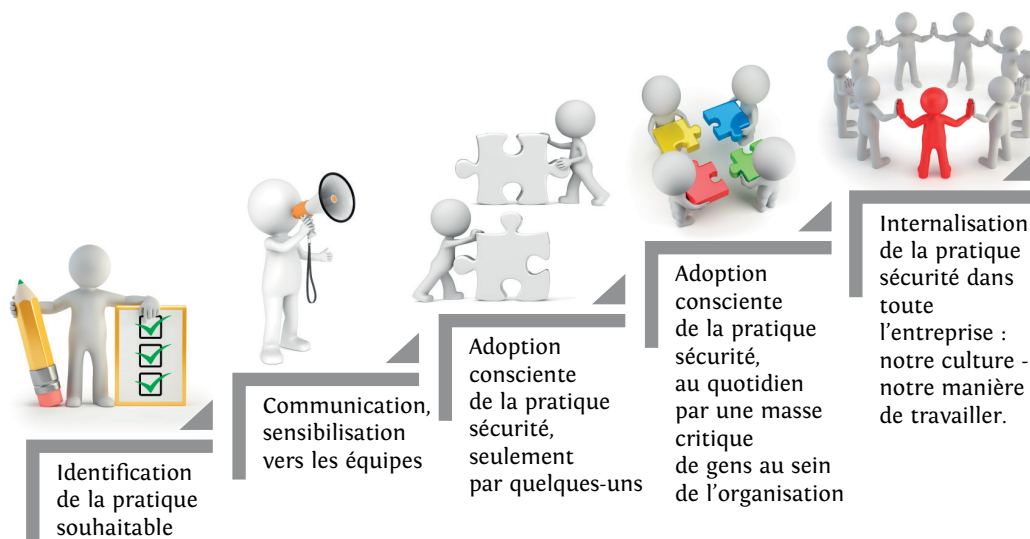 Identification
de la pratique
souhaitable
Communication,
sensibilisation
vers les équipes
Adoption
consciente
de la pratique
sécurité,
seulement
par quelques-uns
Adoption
consciente
de la pratique
sécurité,
au quotidien
par une masse
critique
de gens au sein
de l'organisation
Internalisation
de la pratique
sécurité dans
toute
l'entreprise :
notre culture -
notre manière
de travailler.